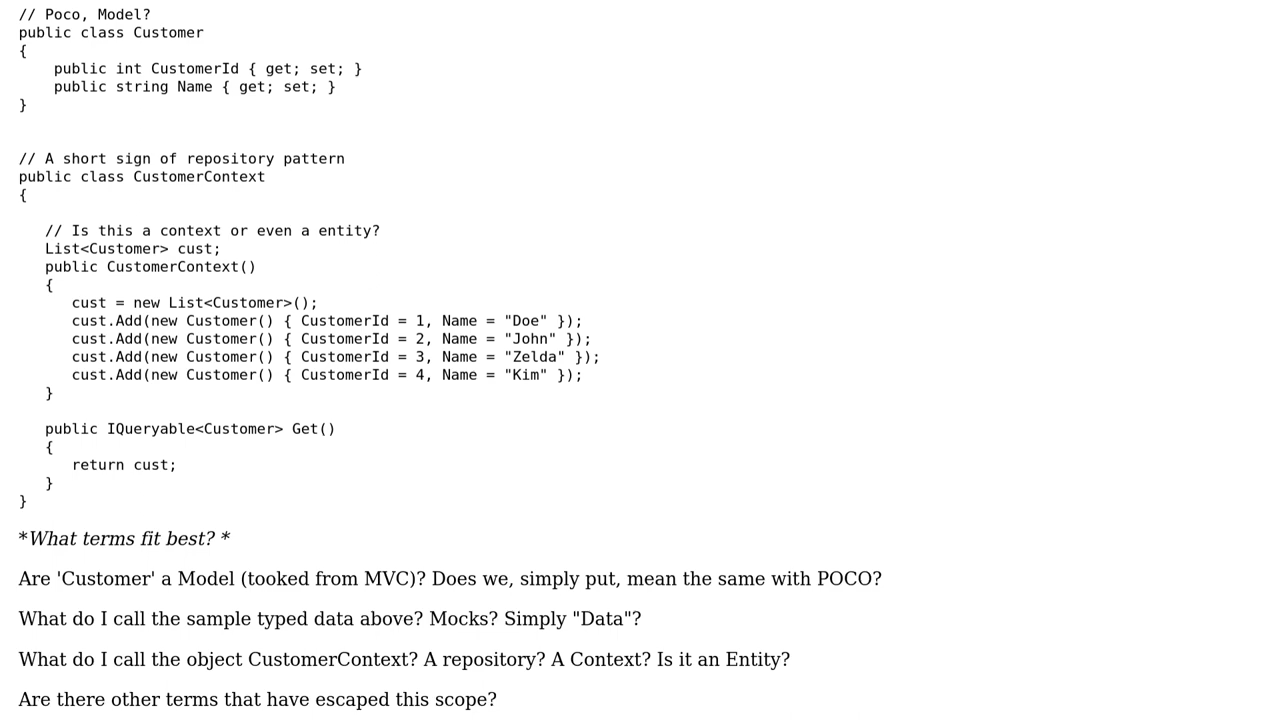 // Poco, Model?
public class Customer
{
    public int CustomerId { get; set; }
    public string Name { get; set; }
}
// A short sign of repository pattern
public class CustomerContext
{
   // Is this a context or even a entity?
   List<Customer> cust;
   public CustomerContext()
   {
      cust = new List<Customer>();
      cust.Add(new Customer() { CustomerId = 1, Name = "Doe" });
      cust.Add(new Customer() { CustomerId = 2, Name = "John" });
      cust.Add(new Customer() { CustomerId = 3, Name = "Zelda" });
      cust.Add(new Customer() { CustomerId = 4, Name = "Kim" });
   }
   public IQueryable<Customer> Get()
   {
      return cust;
   }
}
*What terms fit best? *
Are 'Customer' a Model (tooked from MVC)? Does we, simply put, mean the same with POCO?
What do I call the sample typed data above? Mocks? Simply "Data"?
What do I call the object CustomerContext? A repository? A Context? Is it an Entity?
Are there other terms that have escaped this scope?